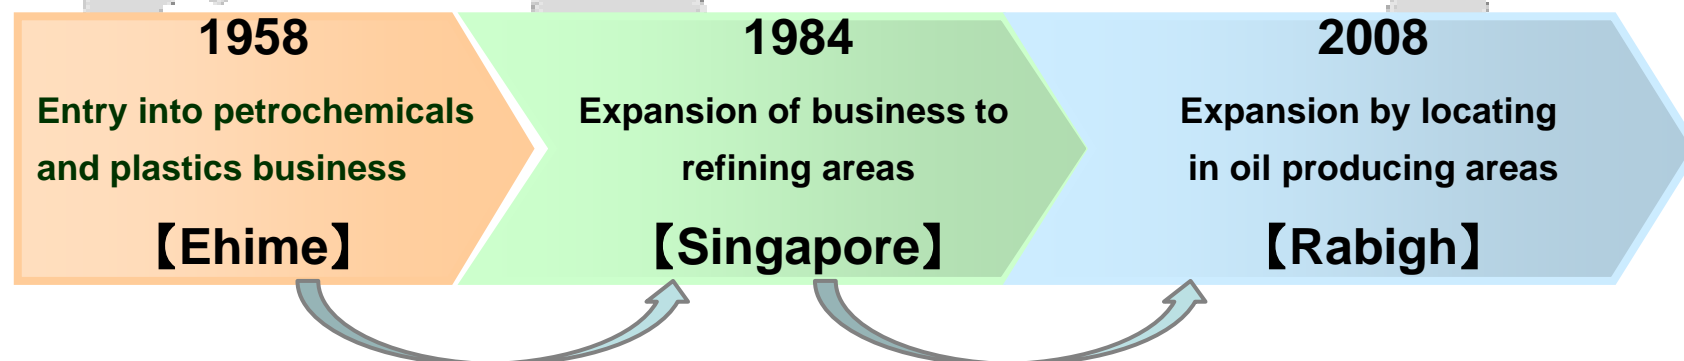 1958
Entry into petrochemicals
and plastics business
【Ehime】
1984
Expansion of business to
refining areas
【Singapore】
2008
Expansion by locating
in oil producing areas
【Rabigh】